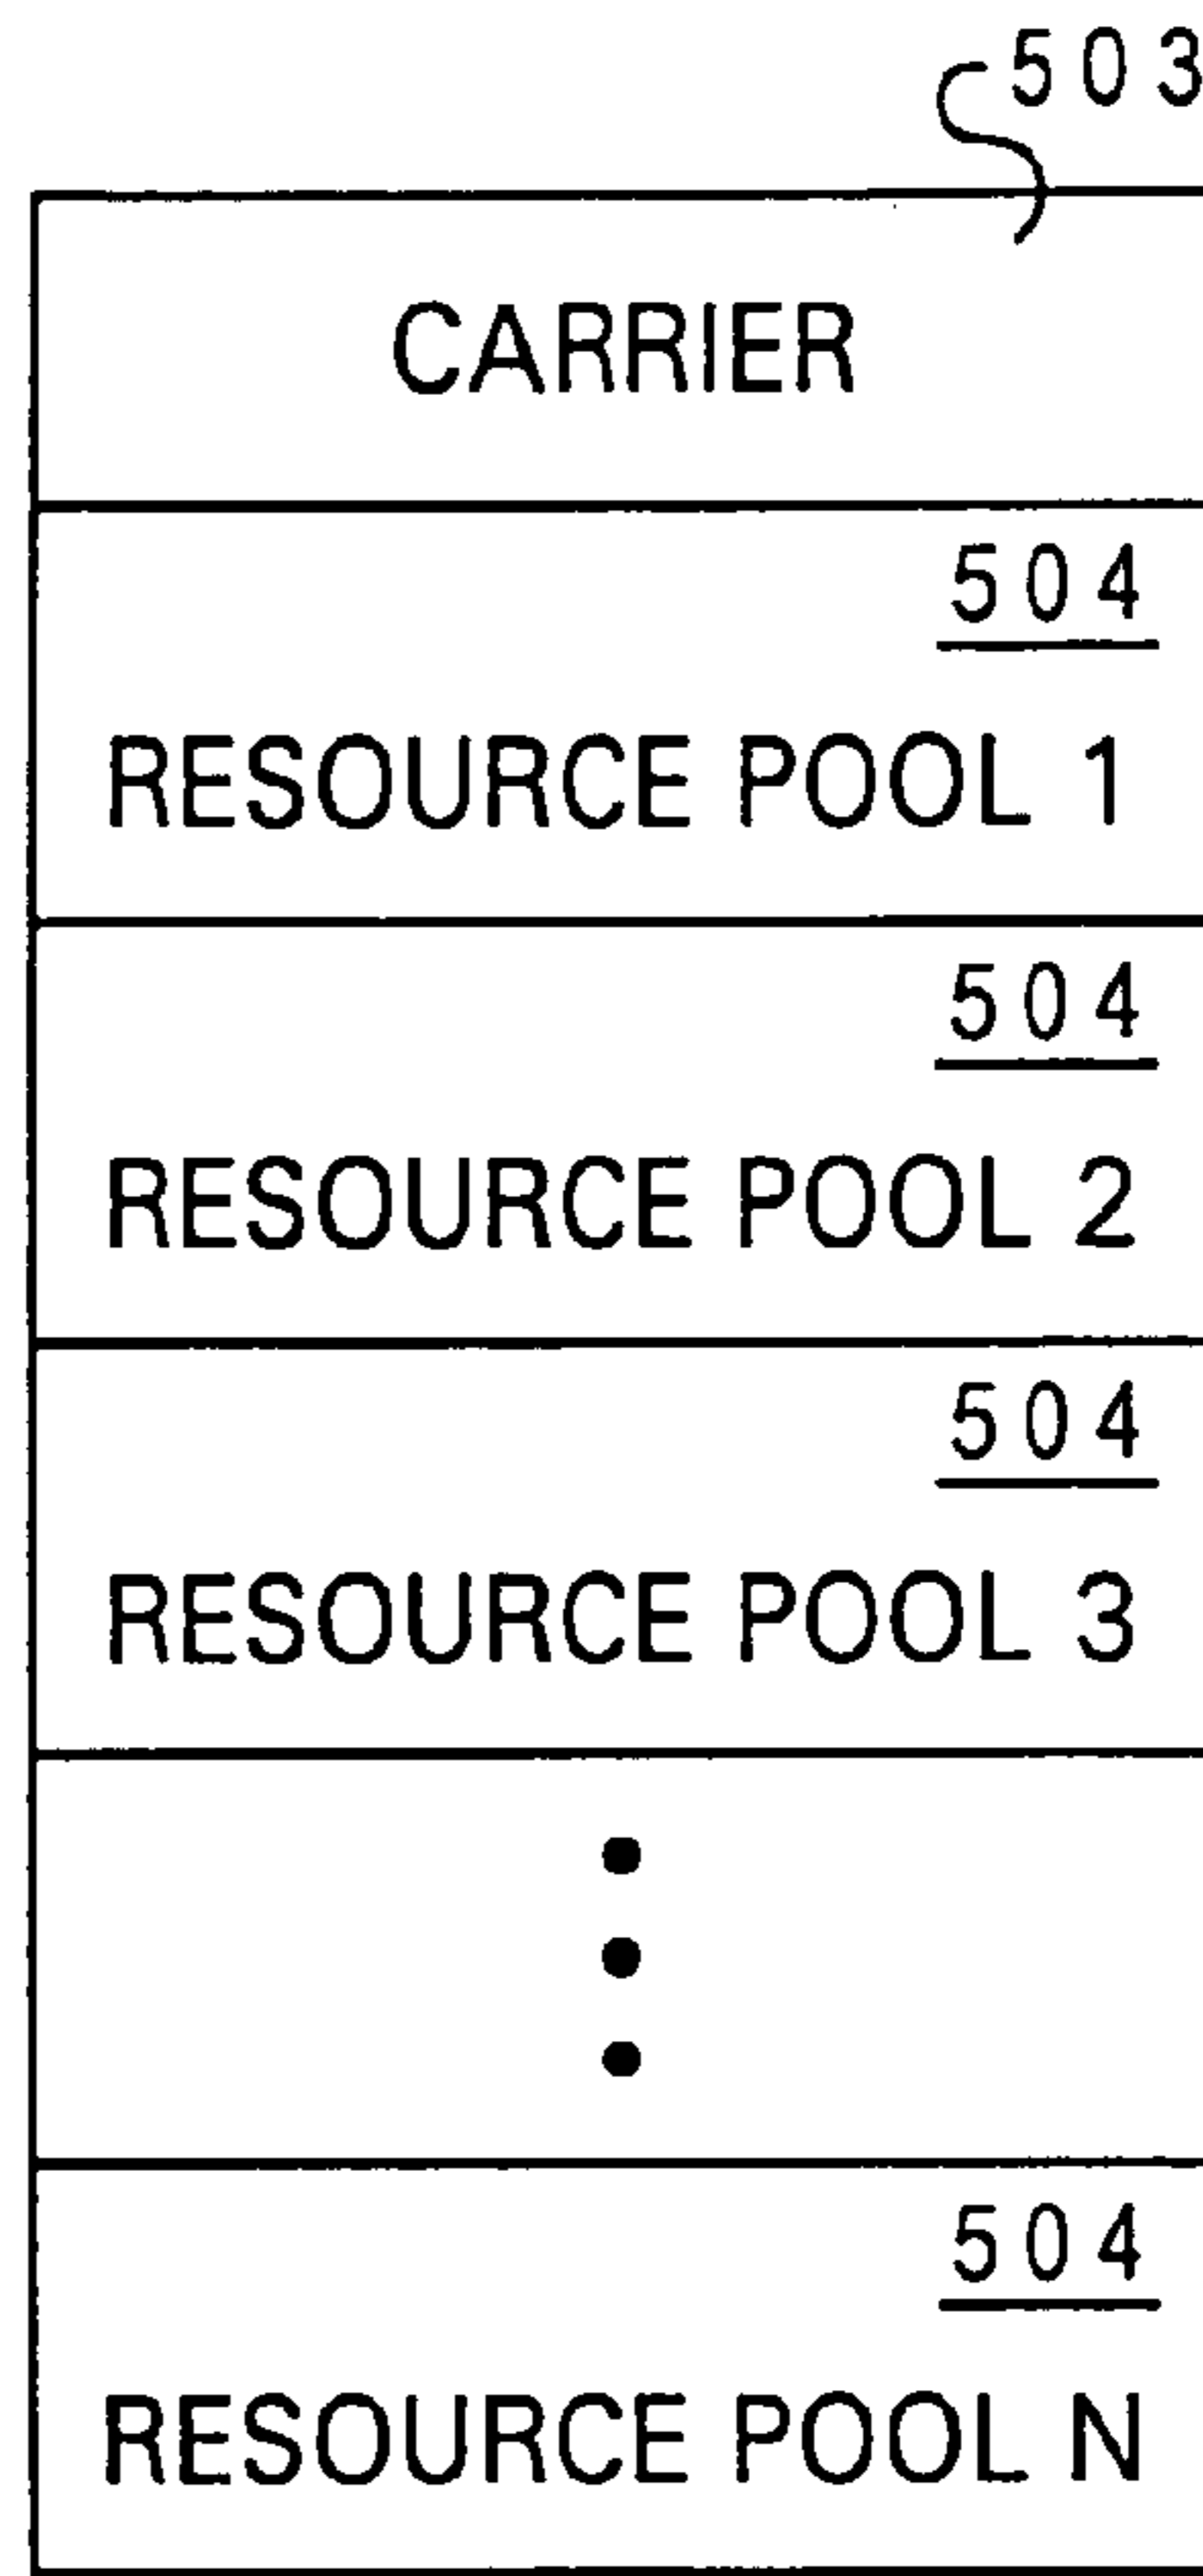 503
CARRIER
504
RESOURCE POOL 1
504
RESOURCE POOL 2
504
RESOURCE POOL 3
504
RESOURCE POOL N